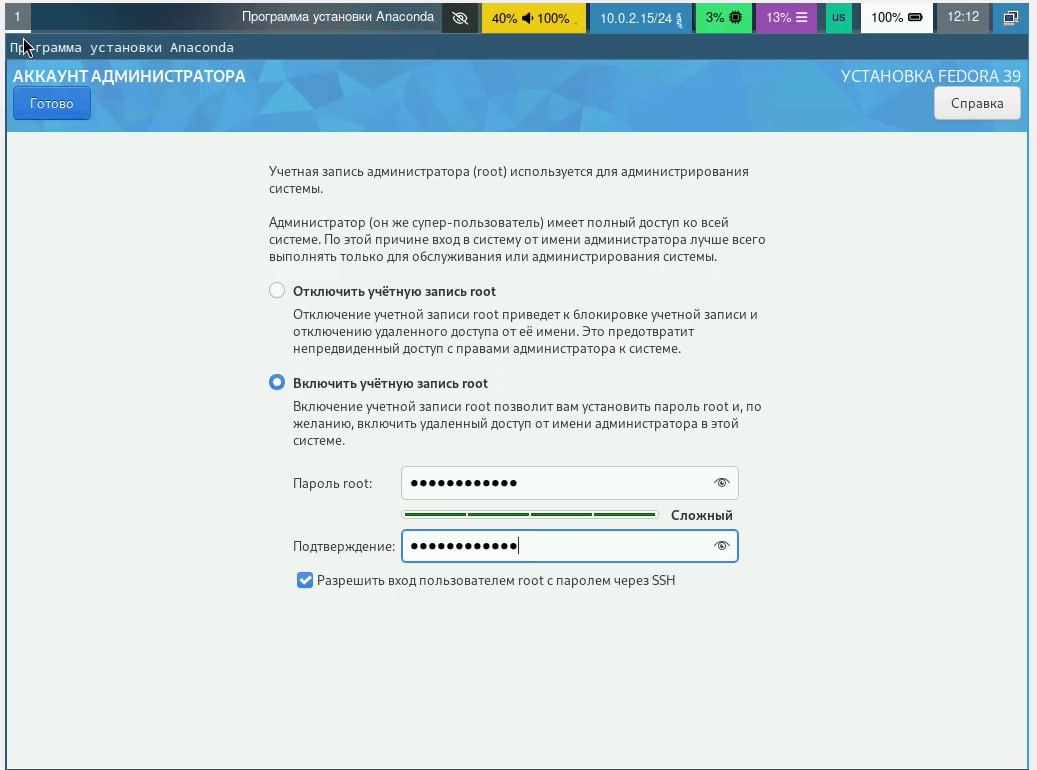 1 Программа установки Anaconda 40% 100% 10.0.2.15/24 3% 13% us 100% 12:12
Программа установки Anaconda
АККАУНТ АДМИНИСТРАТОРА УСТАНОВКА FEDORA 39
Готово Справка
Учетная запись администратора (root) используется для администрирования
системы.
Администратор (он же супер-пользователь) имеет полный доступ ко всей
системе. По этой причине вход в систему от имени администратора лучше всего
выполнять только для обслуживания или администрирования системы.
Отключить учётную запись root
Отключение учетной записи root приведет к блокировке учетной записи и
отключению удаленного доступа от её имени. Это предотвратит
непредвиденный доступ с правами администратора к системе.
Включить учётную запись root
Включение учетной записи root позволит вам установить пароль root и, по
желанию, включить удаленный доступ от имени администратора в этой
системе.
Пароль root: ●●●●●●●●●●●●
Сложный
Подтверждение: ●●●●●●●●●●●●
Разрешить вход пользователем root с паролем через SSH